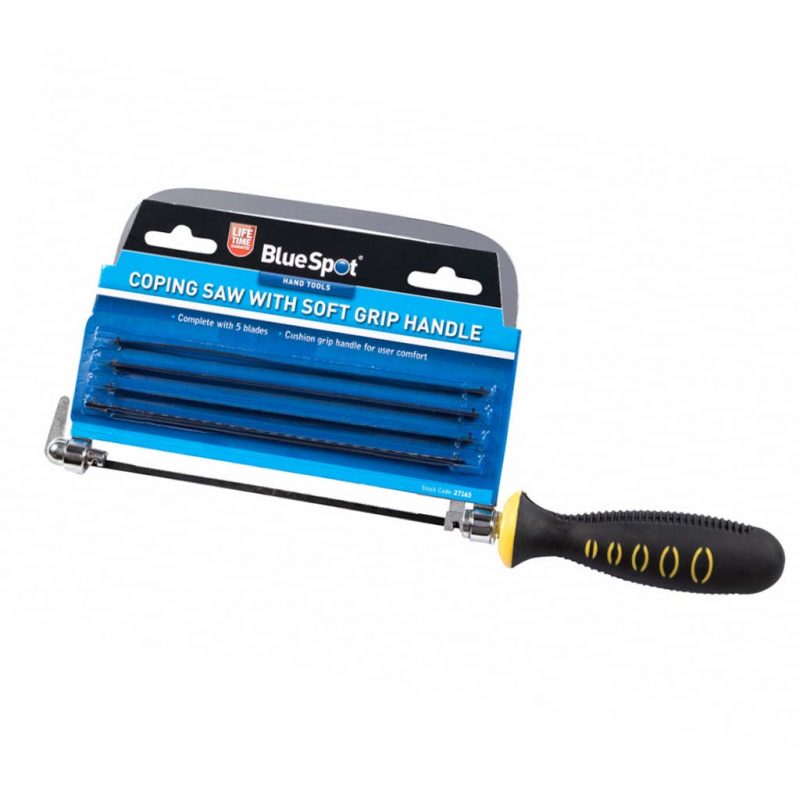 LIFE
TIME
GUARANTEE
BlueSpot®
HAND TOOLS
COPING SAW WITH SOFT GRIP HANDLE
• Complete with 5 blades • Cushion grip handle for user comfort
Stock Code: 27165